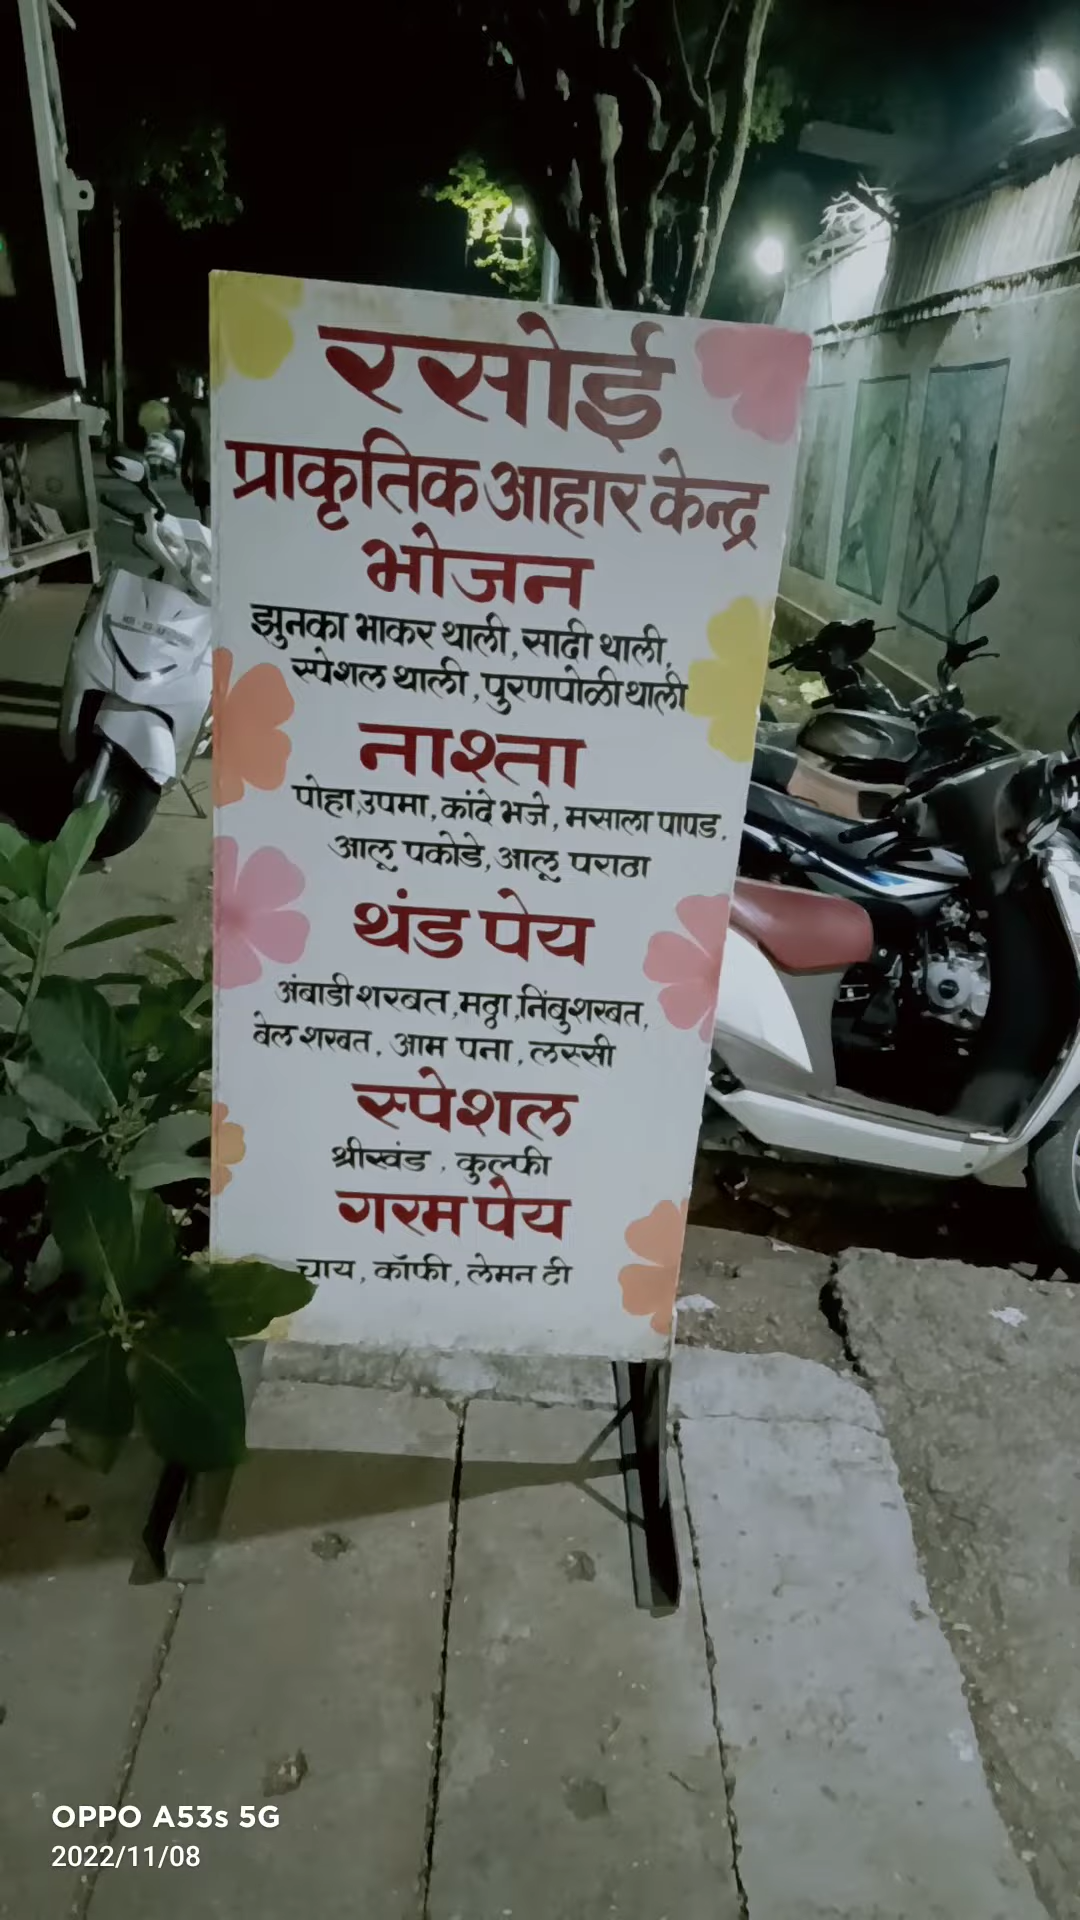 रसोई
प्राकृतिक आहार केन्द्र
भोजन
झुनका भाकर थाली, सादी थाली,
स्पेशल थाली, पुरणपोळी थाली
नाश्ता
पोहा, उपमा, कांदे भजे, मसाला पापड,
आलू पकोडे, आलू पराठा
थंड पेय
अंबाडी शरबत, मठ्ठा, निंबु शरबत,
बेल शरबत, आम पना, लस्सी
स्पेशल
श्रीखंड, कुल्फी
गरम पेय
चाय, कॉफी, लेमन टी
OPPO A53s 5G
2022/11/08